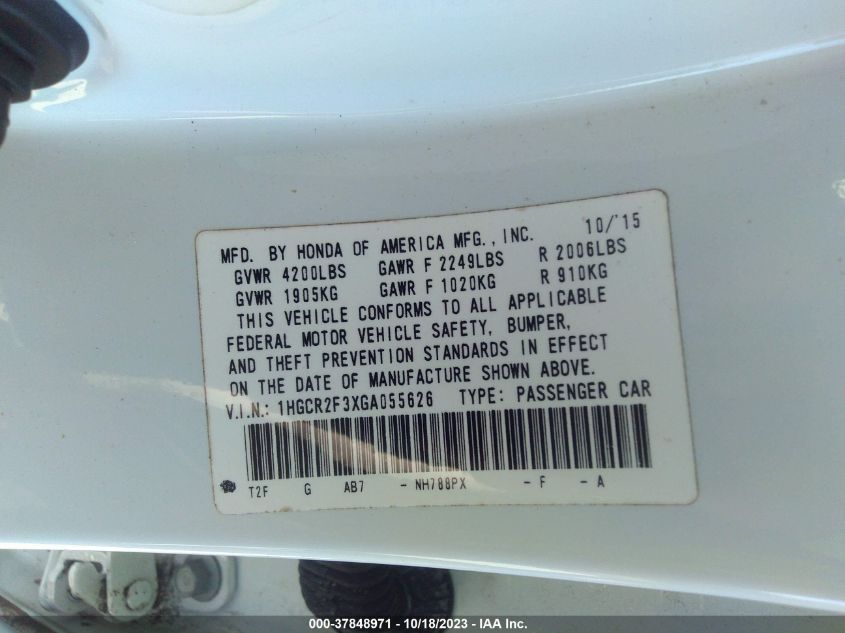 MFD. BY HONDA OF AMERICA MFG., INC. 10/'15
GVWR 4200LBS GAWR F 2249LBS R 2006LBS
GVWR 1905KG GAWR F 1020KG R 910KG
THIS VEHICLE CONFORMS TO ALL APPLICABLE
FEDERAL MOTOR VEHICLE SAFETY, BUMPER,
AND THEFT PREVENTION STANDARDS IN EFFECT
ON THE DATE OF MANUFACTURE SHOWN ABOVE.
V.I.N.: 1HGCR2F3XGA055626 TYPE: PASSENGER CAR
T2F G AB7 - NH788PX - F - A
000-37848971 - 10/18/2023 - IAA Inc.